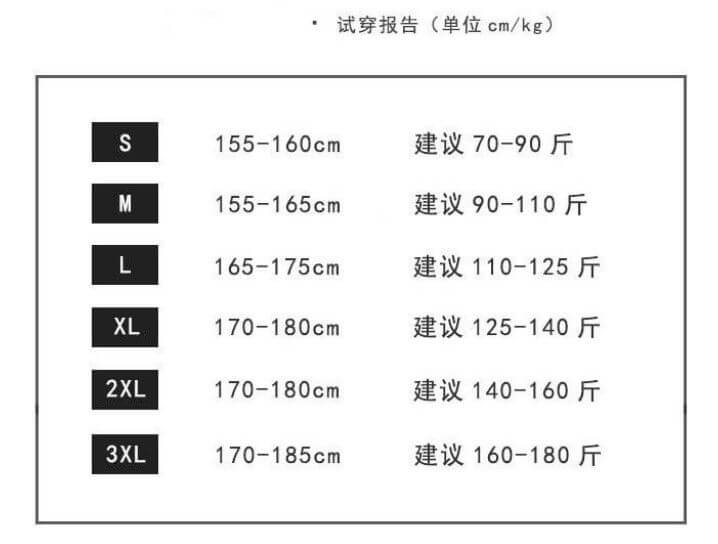 · 试穿报告（单位 cm/kg）
S 155-160cm 建议 70-90 斤
M 155-165cm 建议 90-110 斤
L 165-175cm 建议 110-125 斤
XL 170-180cm 建议 125-140 斤
2XL 170-180cm 建议 140-160 斤
3XL 170-185cm 建议 160-180 斤